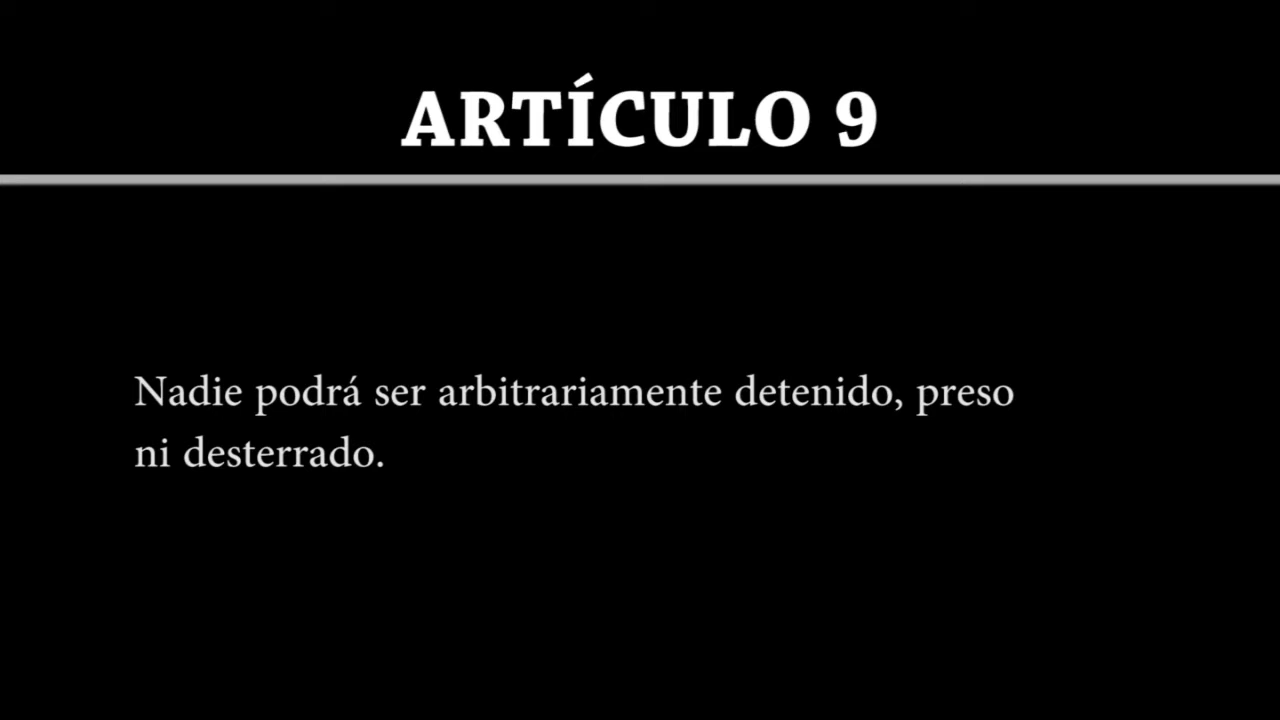 ARTÍCULO 9
Nadie podrá ser arbitrariamente detenido, preso
ni desterrado.